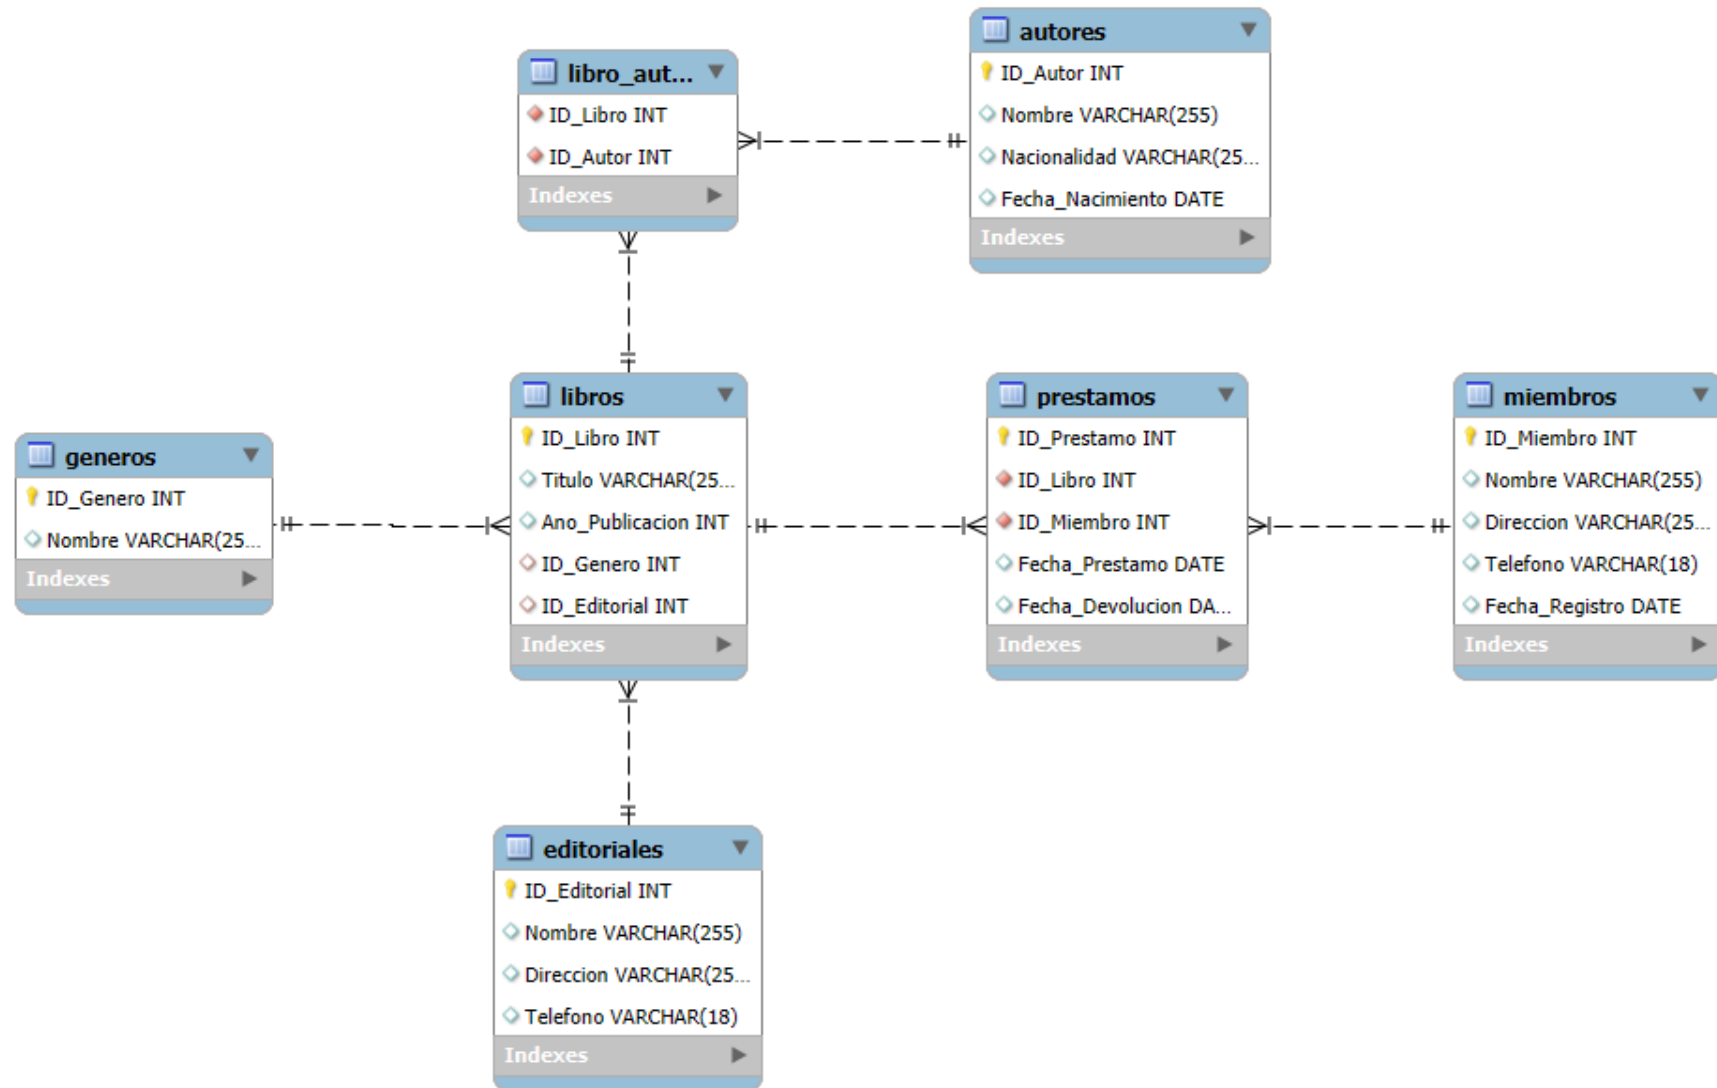 autores
ID_Autor INT
Nombre VARCHAR(255)
Nacionalidad VARCHAR(25...
Fecha_Nacimiento DATE
Indexes
libro_aut...
ID_Libro INT
ID_Autor INT
Indexes
generos
ID_Genero INT
Nombre VARCHAR(25...
Indexes
libros
ID_Libro INT
Titulo VARCHAR(25...
Ano_Publicacion INT
ID_Genero INT
ID_Editorial INT
Indexes
prestamos
ID_Prestamo INT
ID_Libro INT
ID_Miembro INT
Fecha_Prestamo DATE
Fecha_Devolucion DA...
Indexes
miembros
ID_Miembro INT
Nombre VARCHAR(255)
Direccion VARCHAR(25...
Telefono VARCHAR(18)
Fecha_Registro DATE
Indexes
editoriales
ID_Editorial INT
Nombre VARCHAR(255)
Direccion VARCHAR(25...
Telefono VARCHAR(18)
Indexes